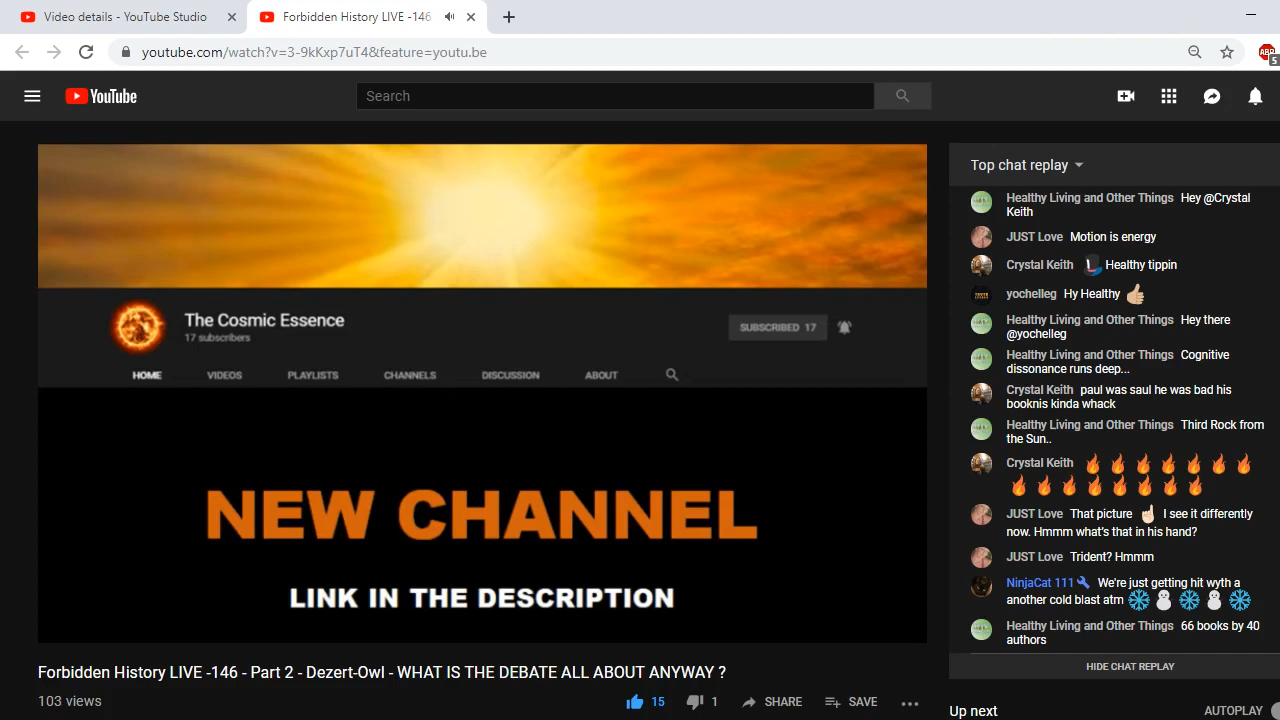 Video details - YouTube Studio
Forbidden History LIVE -146
youtube.com/watch?v=3-9kKxp7uT4&feature=youtu.be
ABP
5
YouTube
Search
The Cosmic Essence
17 subscribers
SUBSCRIBED 17
HOME VIDEOS PLAYLISTS CHANNELS DISCUSSION ABOUT
NEW CHANNEL
LINK IN THE DESCRIPTION
Forbidden History LIVE -146 - Part 2 - Dezert-Owl - WHAT IS THE DEBATE ALL ABOUT ANYWAY ?
103 views
15 1 SHARE SAVE
Top chat replay
Healthy Living and Other Things Hey @Crystal
Keith
JUST Love Motion is energy
Crystal Keith Healthy tippin
yochelleg Hy Healthy 👍🏼
Healthy Living and Other Things Hey there
@yochelleg
Healthy Living and Other Things Cognitive
dissonance runs deep...
Crystal Keith paul was saul he was bad his
booknis kinda whack
Healthy Living and Other Things Third Rock from
the Sun..
Crystal Keith 🔥🔥🔥🔥🔥🔥🔥
🔥🔥🔥🔥🔥🔥🔥🔥
JUST Love That picture ☝🏻 I see it differently
now. Hmmm what's that in his hand?
JUST Love Trident? Hmmm
NinjaCat 111 We're just getting hit wyth a
another cold blast atm ❄️⛄❄️⛄❄️
Healthy Living and Other Things 66 books by 40
authors
HIDE CHAT REPLAY
Up next AUTOPLAY